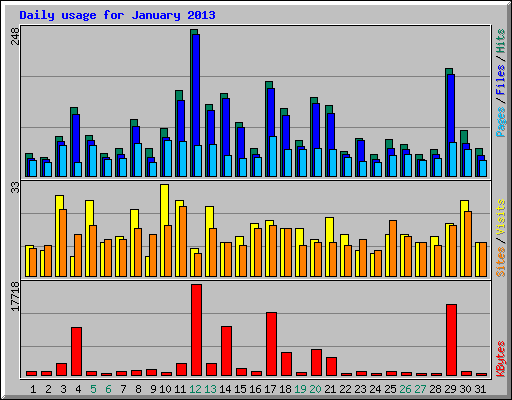 Daily usage for January 2013
248
Pages / Files / Hits
33
Sites / Visits
17718
KBytes
1 2 3 4 5 6 7 8 9 10 11 12 13 14 15 16 17 18 19 20 21 22 23 24 25 26 27 28 29 30 31